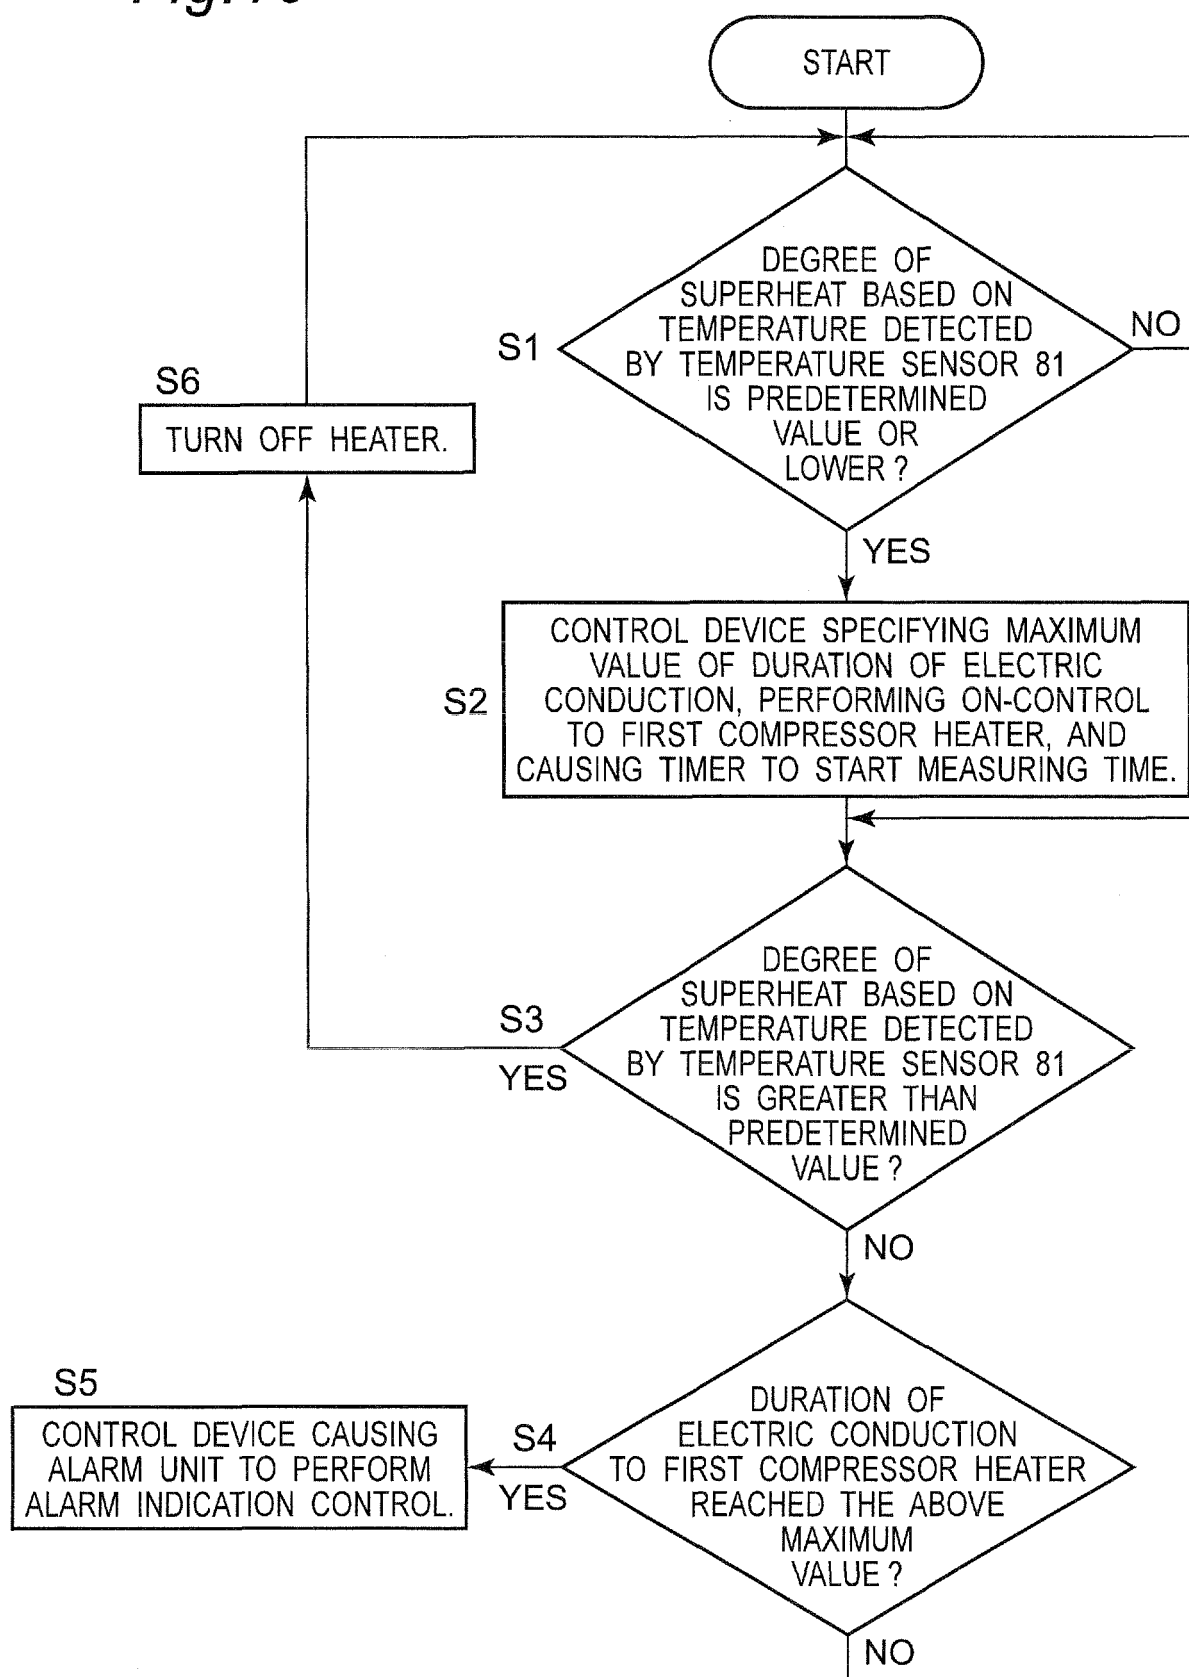 START
DEGREE OF
SUPERHEAT BASED ON
TEMPERATURE DETECTED
BY TEMPERATURE SENSOR 81
IS PREDETERMINED
VALUE OR
LOWER ?
S1
NO
YES
S6
TURN OFF HEATER.
S2
CONTROL DEVICE SPECIFYING MAXIMUM
VALUE OF DURATION OF ELECTRIC
CONDUCTION, PERFORMING ON-CONTROL
TO FIRST COMPRESSOR HEATER, AND
CAUSING TIMER TO START MEASURING TIME.
S3
YES
DEGREE OF
SUPERHEAT BASED ON
TEMPERATURE DETECTED
BY TEMPERATURE SENSOR 81
IS GREATER THAN
PREDETERMINED
VALUE ?
NO
S4
YES
DURATION OF
ELECTRIC CONDUCTION
TO FIRST COMPRESSOR HEATER
REACHED THE ABOVE
MAXIMUM
VALUE ?
NO
S5
CONTROL DEVICE CAUSING
ALARM UNIT TO PERFORM
ALARM INDICATION CONTROL.